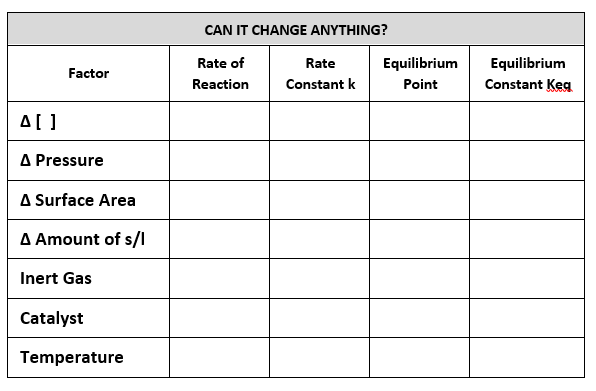 CAN IT CHANGE ANYTHING?
Factor
Rate of
Reaction
Rate
Constant k
Equilibrium
Point
Equilibrium
Constant Keq
Δ [ ]
Δ Pressure
Δ Surface Area
Δ Amount of s/l
Inert Gas
Catalyst
Temperature